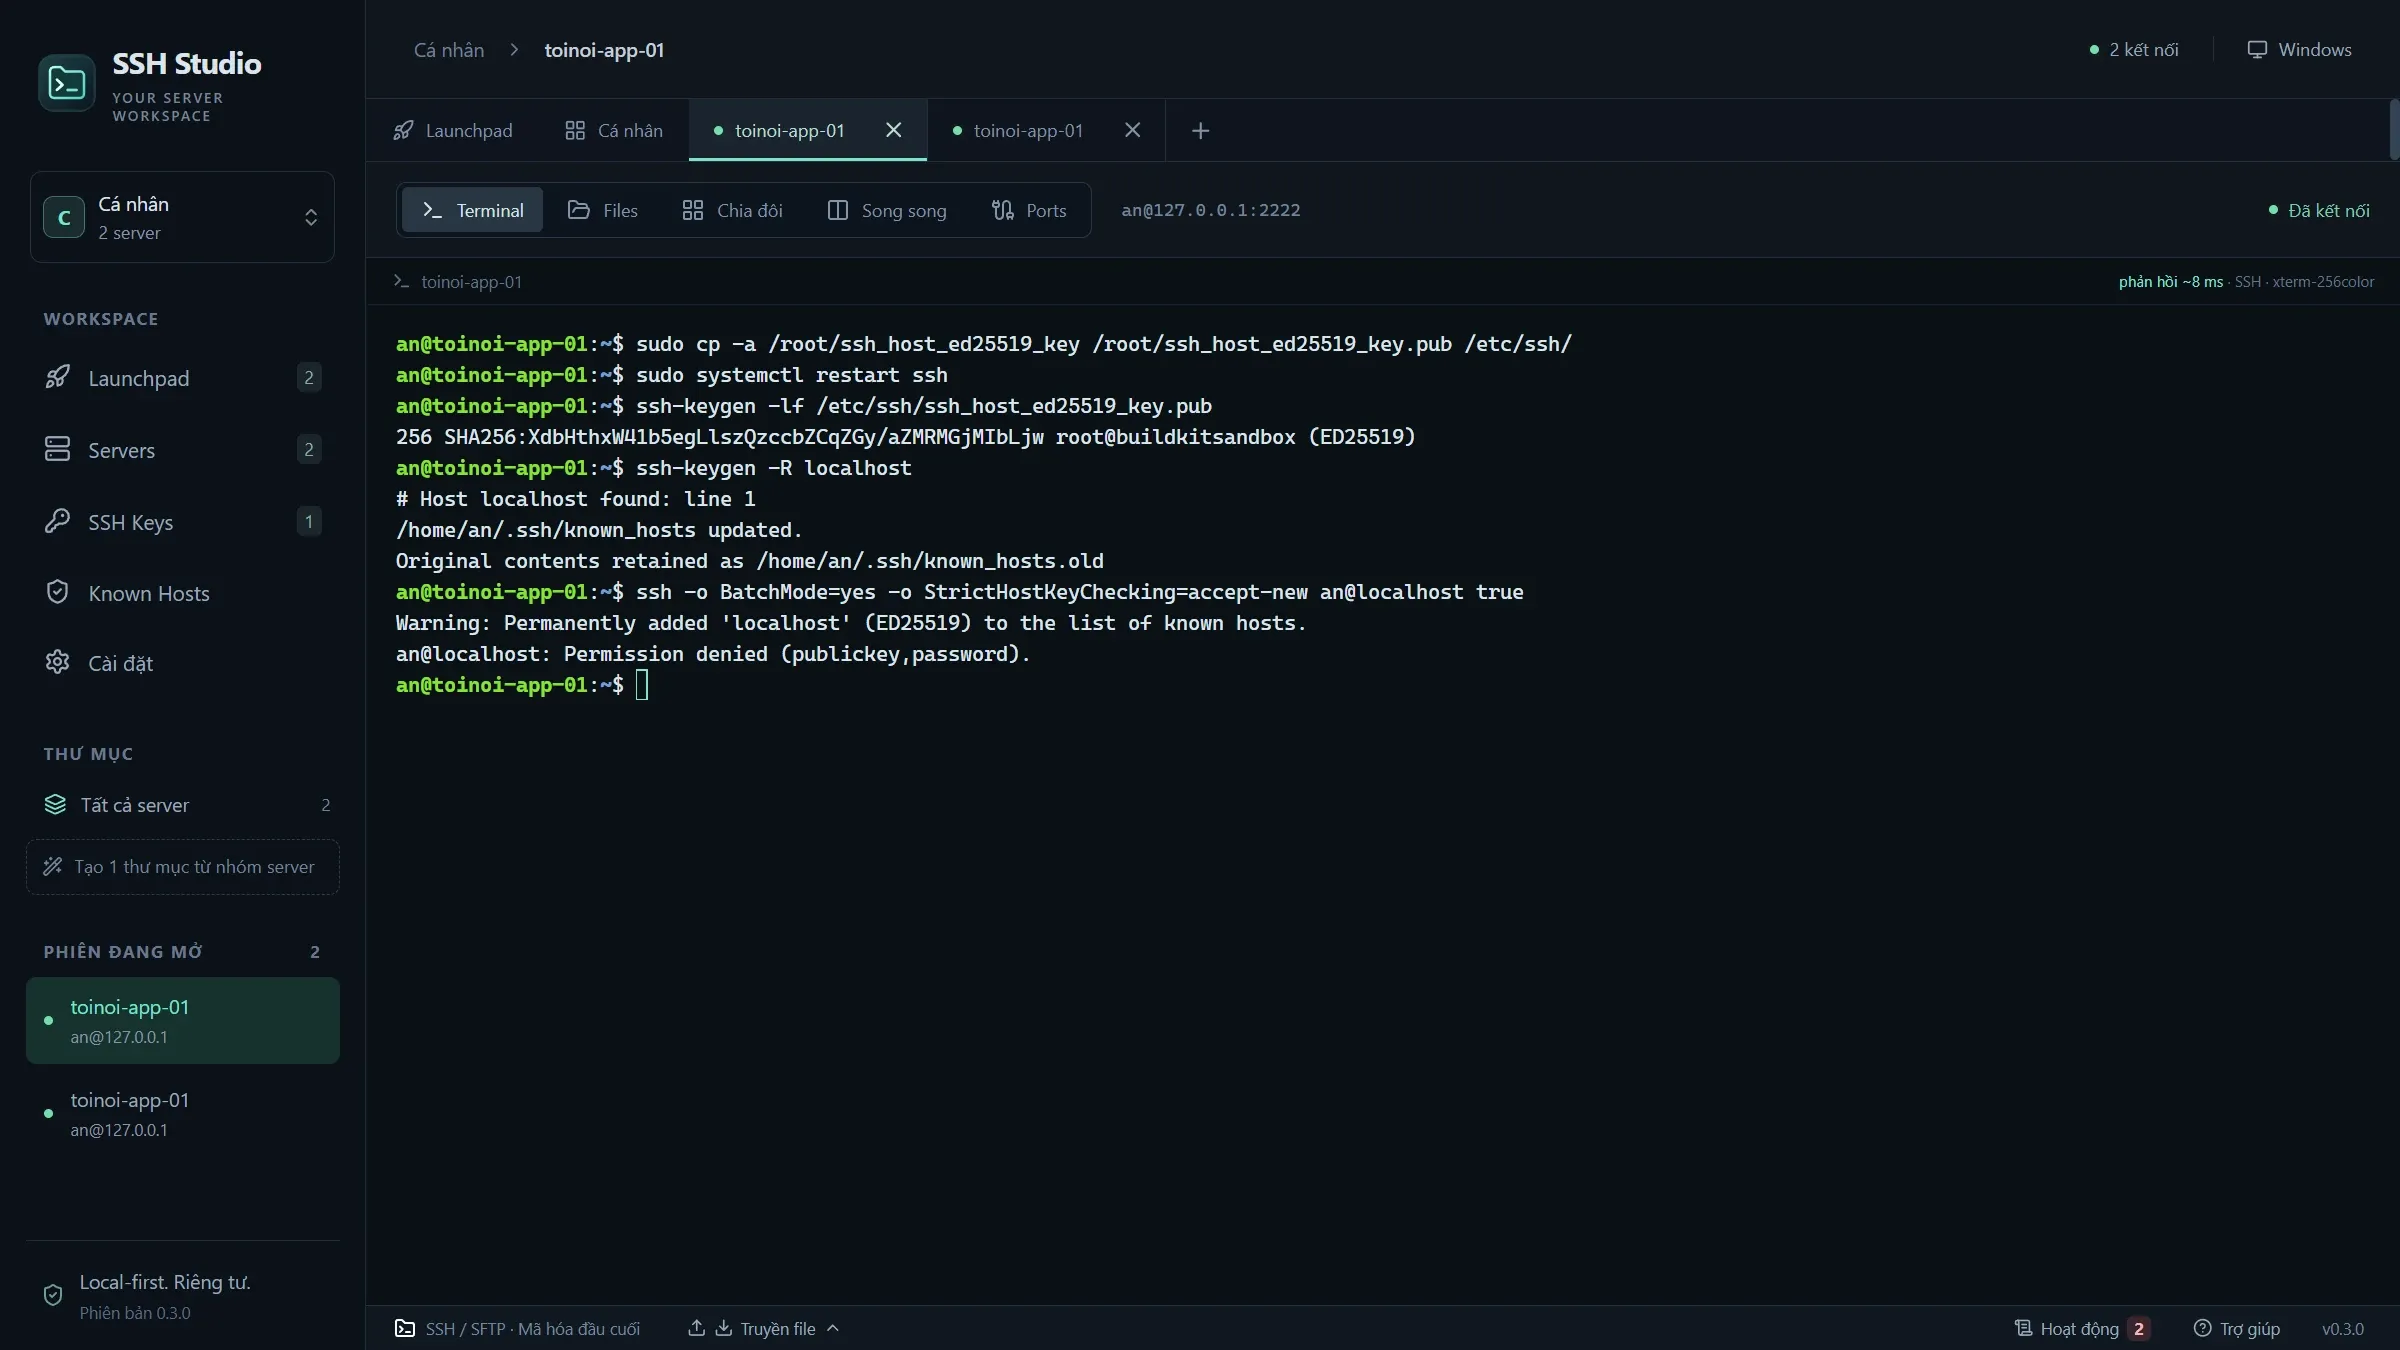 SSH Studio
YOUR SERVER
WORKSPACE
C
Cá nhân
2 server
WORKSPACE
Launchpad 2
Servers 2
SSH Keys 1
Known Hosts
Cài đặt
THƯ MỤC
Tất cả server 2
Tạo 1 thư mục từ nhóm server
PHIÊN ĐANG MỞ 2
toinoi-app-01
an@127.0.0.1
toinoi-app-01
an@127.0.0.1
Local-first. Riêng tư.
Phiên bản 0.3.0
Cá nhân > toinoi-app-01
2 kết nối
Windows
Launchpad
Cá nhân
toinoi-app-01
toinoi-app-01
Terminal
Files
Chia đôi
Song song
Ports
an@127.0.0.1:2222
Đã kết nối
toinoi-app-01
phản hồi ~8 ms · SSH · xterm-256color
an@toinoi-app-01:~$ sudo cp -a /root/ssh_host_ed25519_key /root/ssh_host_ed25519_key.pub /etc/ssh/
an@toinoi-app-01:~$ sudo systemctl restart ssh
an@toinoi-app-01:~$ ssh-keygen -lf /etc/ssh/ssh_host_ed25519_key.pub
256 SHA256:XdbHthxW41b5egLlszQzccbZCqZGy/aZMRMGjMIbLjw root@buildkitsandbox (ED25519)
an@toinoi-app-01:~$ ssh-keygen -R localhost
# Host localhost found: line 1
/home/an/.ssh/known_hosts updated.
Original contents retained as /home/an/.ssh/known_hosts.old
an@toinoi-app-01:~$ ssh -o BatchMode=yes -o StrictHostKeyChecking=accept-new an@localhost true
Warning: Permanently added 'localhost' (ED25519) to the list of known hosts.
an@localhost: Permission denied (publickey,password).
an@toinoi-app-01:~$
SSH / SFTP · Mã hóa đầu cuối
Truyền file
Hoạt động 2
Trợ giúp
v0.3.0